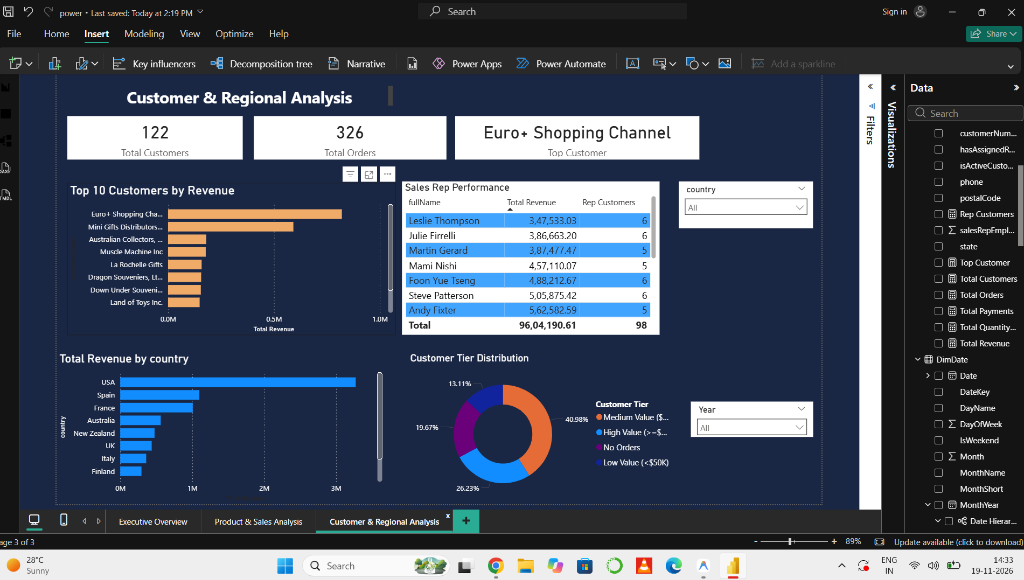 power • Last saved: Today at 2:19 PM
Search
Sign in
File Home Insert Modeling View Optimize Help
Share
Key influencers Decomposition tree Narrative Power Apps Power Automate Add a sparkline
Customer & Regional Analysis
122
Total Customers
326
Total Orders
Euro+ Shopping Channel
Top Customer
Top 10 Customers by Revenue
Euro+ Shopping Cha...
Mini Gifts Distributors...
Australian Collectors, ...
Muscle Machine Inc
La Rochelle Gifts
Dragon Souveniers, Lt...
Down Under Souveni...
Land of Toys Inc.
0.0M 0.5M 1.0M
Total Revenue
Sales Rep Performance
fullName Total Revenue Rep Customers
Leslie Thompson 3,47,533.03 6
Julie Firrelli 3,86,663.20 6
Martin Gerard 3,87,477.47 5
Mami Nishi 4,57,110.07 5
Foon Yue Tseng 4,88,212.67 6
Steve Patterson 5,05,875.42 6
Andy Fixter 5,62,582.59 5
Total 96,04,190.61 98
country
All
Total Revenue by country
country
USA
Spain
France
Australia
New Zealand
UK
Italy
Finland
0M 1M 2M 3M
Customer Tier Distribution
13.11%
40.98%
19.67%
26.23%
Customer Tier
Medium Value ($...
High Value (>=$...
No Orders
Low Value (<$50K)
Year
All
Filters
Visualizations
Data
Search
customerNum...
hasAssignedR...
isActiveCusto...
phone
postalCode
Rep Customers
salesRepEmpl...
state
Top Customer
Total Customers
Total Orders
Total Payments
Total Quantity...
Total Revenue
DimDate
Date
DateKey
DayName
DayOfWeek
IsWeekend
Month
MonthName
MonthShort
MonthYear
Date Hierar...
Executive Overview Product & Sales Analysis Customer & Regional Analysis x +
age 3 of 3
- + 89%
Update available (click to download)
28°C
Sunny
Search
ENG
IN
14:33
19-11-2026